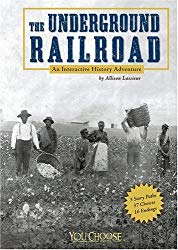 THE
UNDERGROUND
RAILROAD
An Interactive History Adventure
by Allison Lassieur
3 Story Paths
37 Choices
16 Endings
YOU CHOOSE
BOOKS